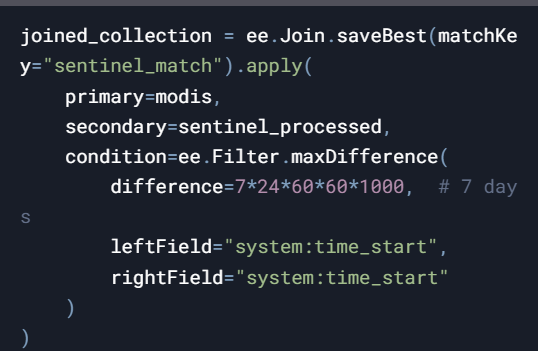 joined_collection = ee.Join.saveBest(matchKe
y="sentinel_match").apply(
    primary=modis,
    secondary=sentinel_processed,
    condition=ee.Filter.maxDifference(
        difference=7*24*60*60*1000,  # 7 day
s
        leftField="system:time_start",
        rightField="system:time_start"
    )
)